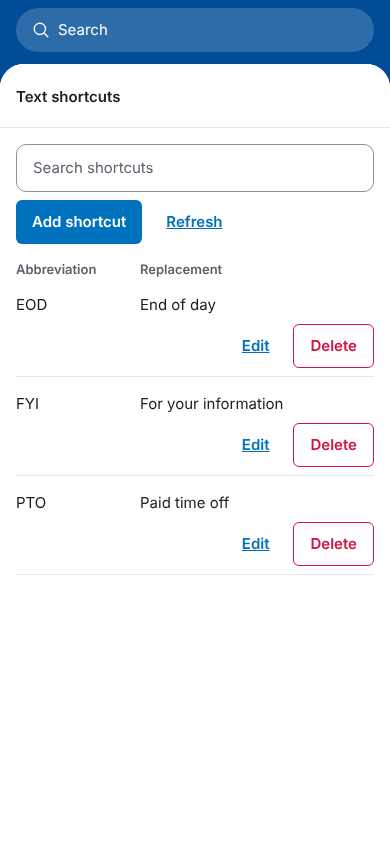 Search
Text shortcuts
Search shortcuts
Add shortcut Refresh
Abbreviation Replacement
EOD End of day
Edit Delete
FYI For your information
Edit Delete
PTO Paid time off
Edit Delete